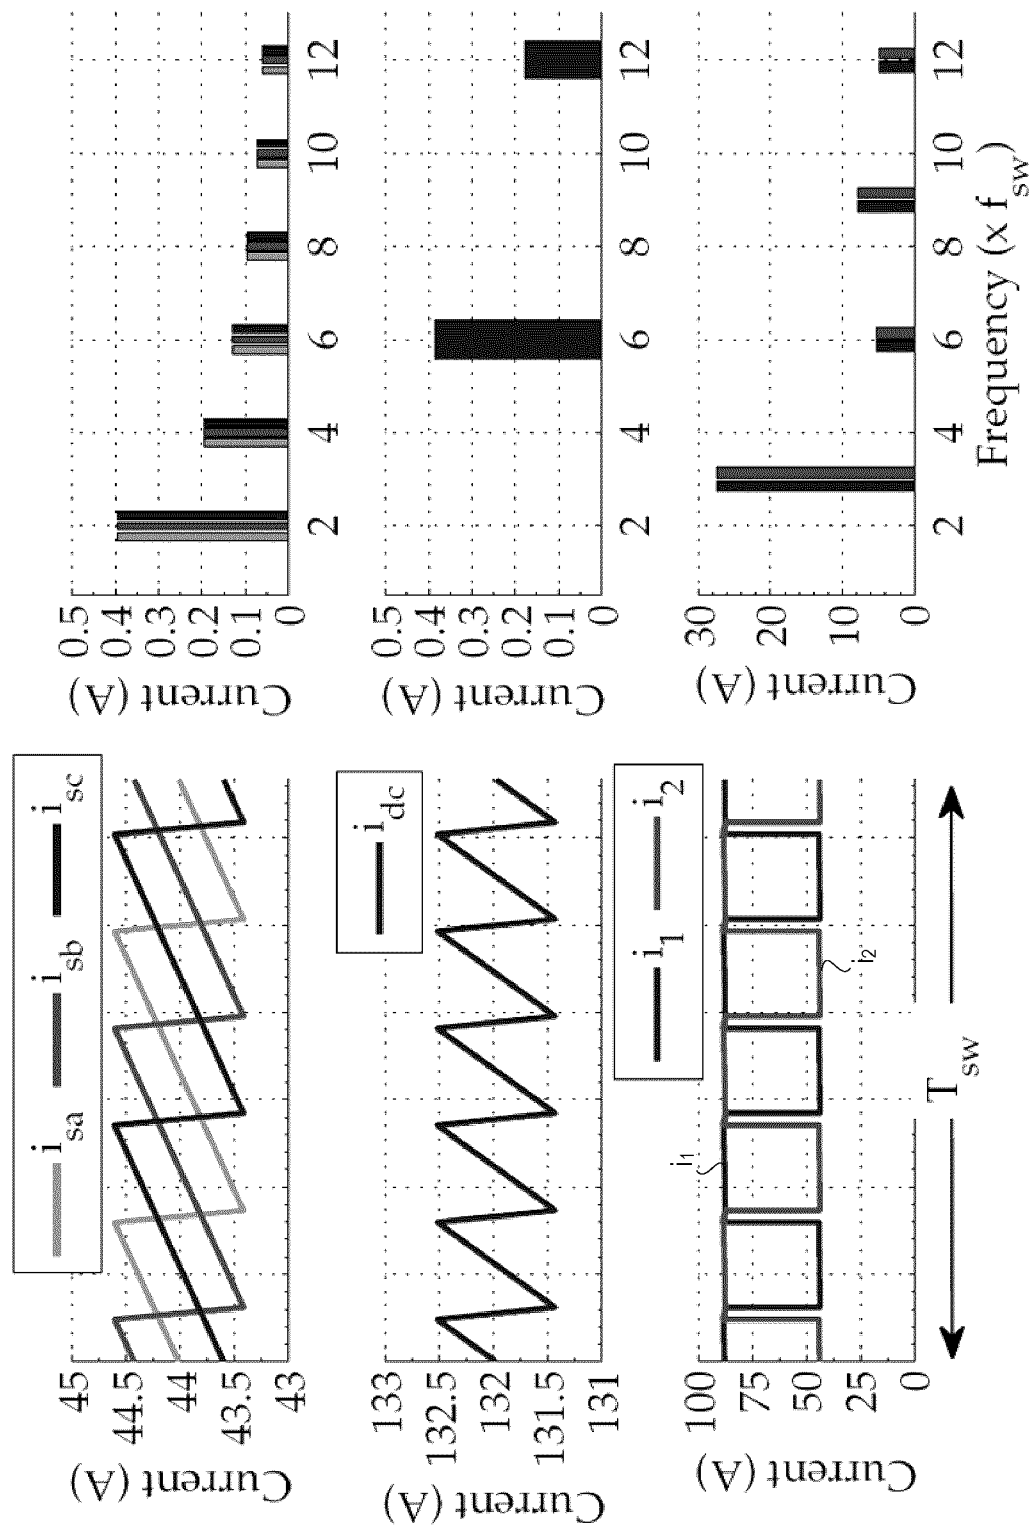 i_sa i_sb i_sc
Current (A)
45
44.5
44
43.5
43
i_dc
Current (A)
133
132.5
132
131.5
131
i_1 i_2
Current (A)
100
75
50
25
0
i1
i2
T_sw
Current (A)
0.5
0.4
0.3
0.2
0.1
0
2 4 6 8 10 12
Current (A)
0.5
0.4
0.3
0.2
0.1
0
2 4 6 8 10 12
Current (A)
30
20
10
0
2 4 6 8 10 12
Frequency (x f_sw)